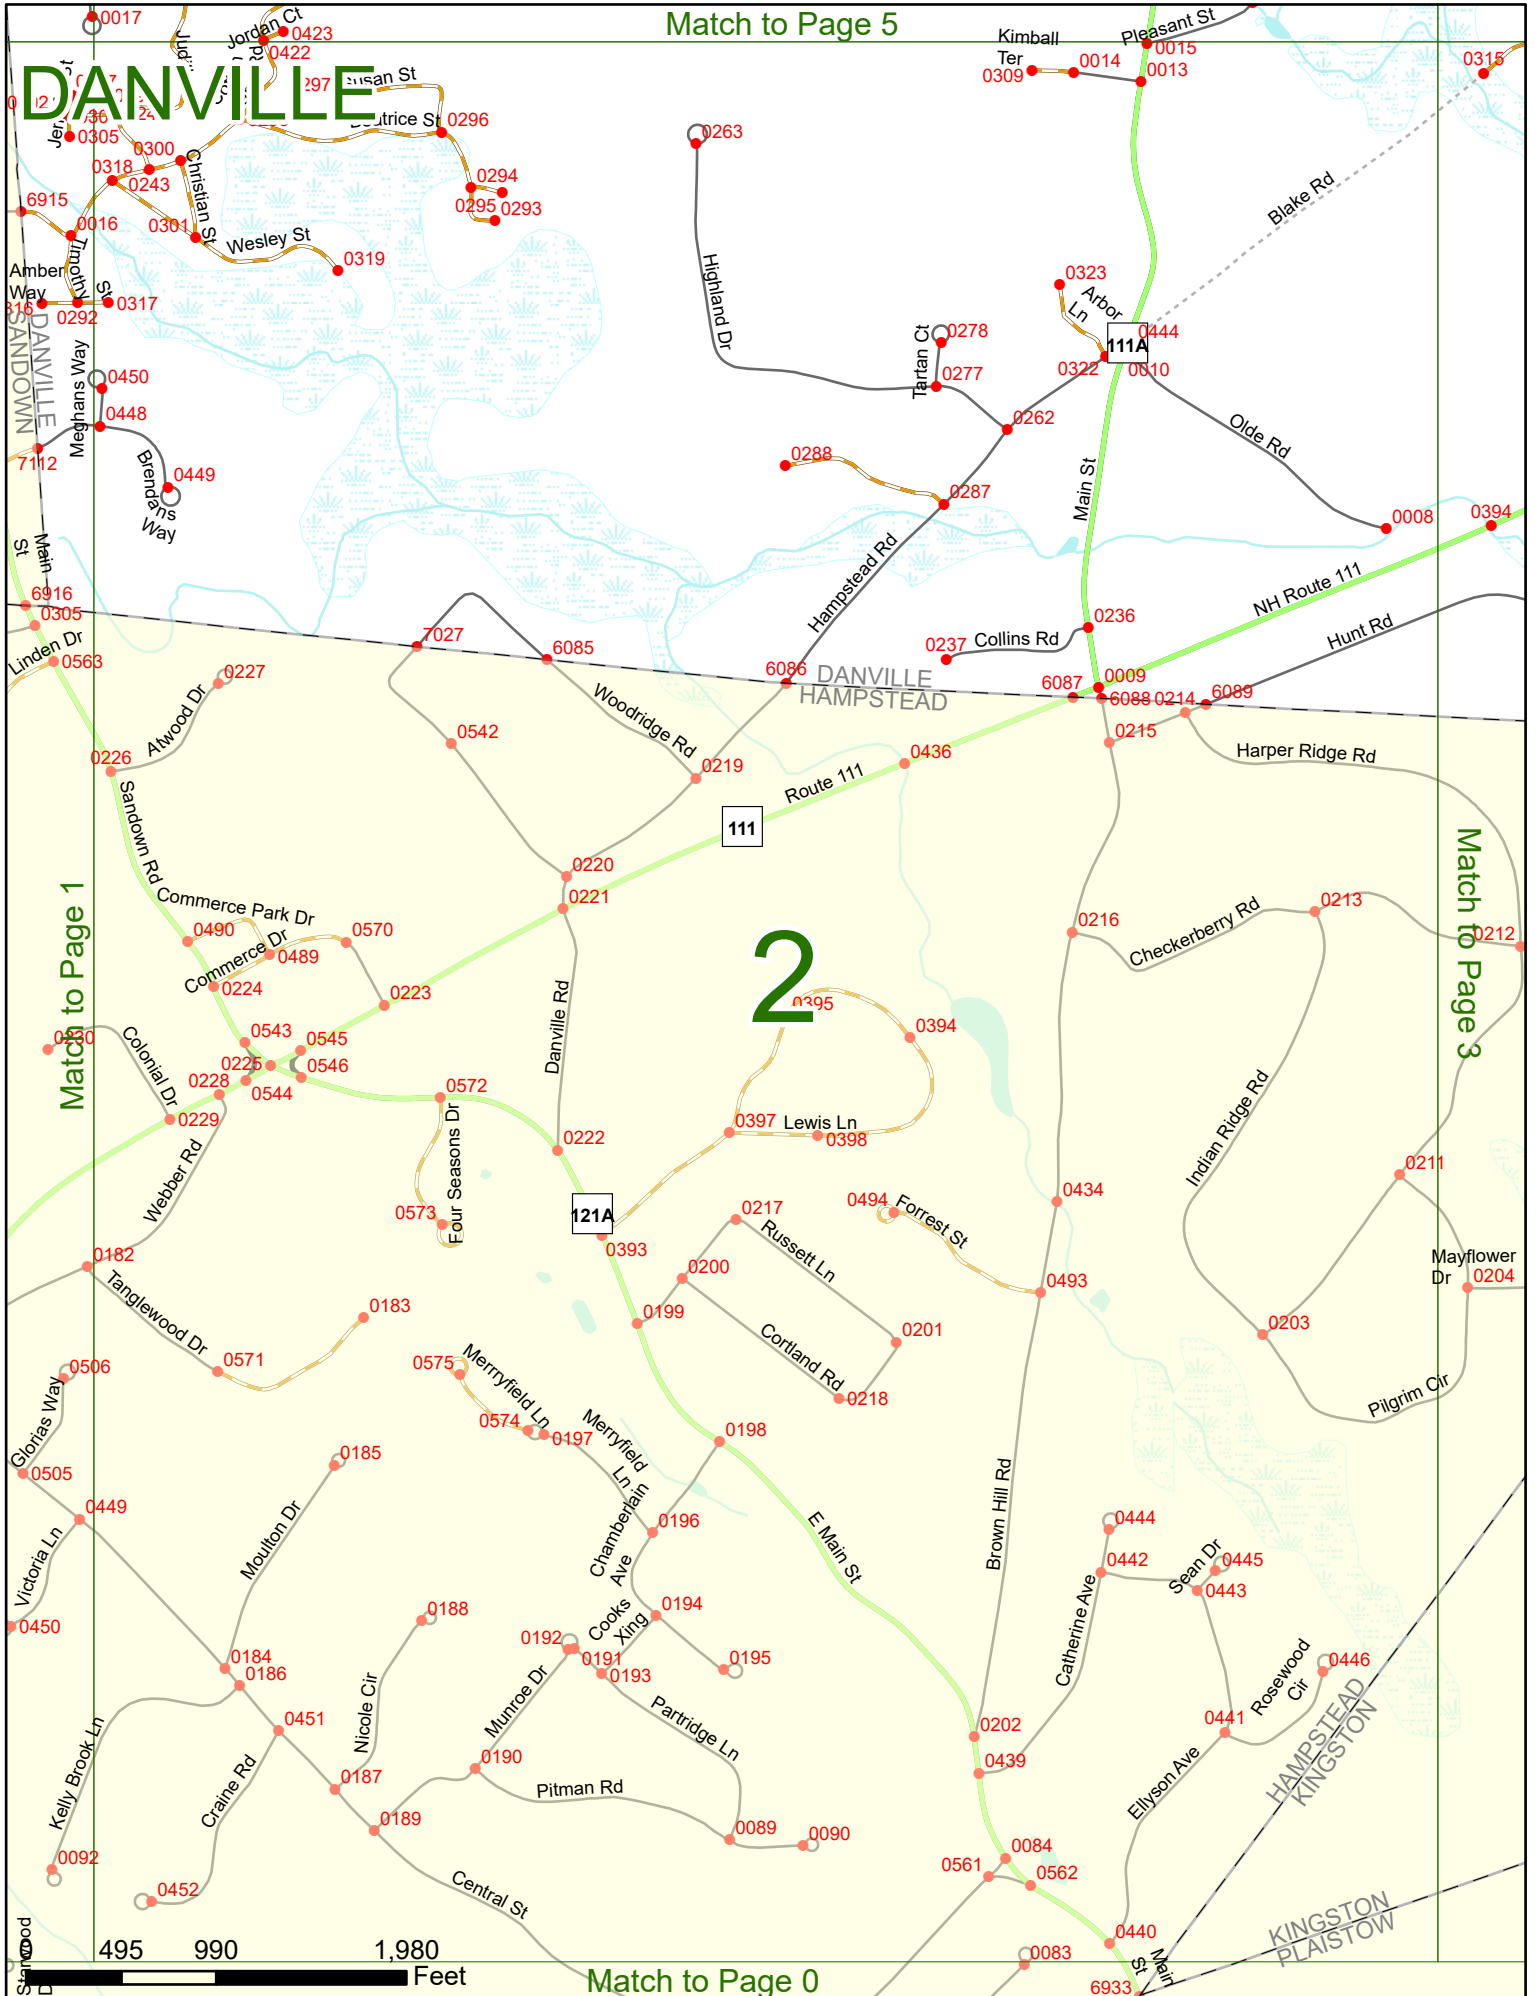 Match to Page 5
DANVILLE
0017
Jordan Ct
0423
0422
Kimball
Ter
0309
0014
Pleasant St
0015
0013
0315
297
Susan St
Beatrice St
0296
0305
0300
0318
0243
Christian St
0294
0295
0293
0263
6915
0016
0301
Wesley St
0319
Blake Rd
Amber
Way
Timothy
St
0317
0292
Highland Dr
0323
Arbor
Ln
0444
111A
0322
0010
SANDOWN
DANVILLE
Meghans Way
0450
0448
Tartan Ct
0278
0277
0262
Olde Rd
7112
Brendans
Way
0449
0288
0287
Main St
0008
0394
Main
St
Hampstead Rd
NH Route 111
6916
0305
Linden Dr
0563
0236
0237
Collins Rd
Hunt Rd
7027
6085
6086
DANVILLE
HAMPSTEAD
6087
0009
6088
0214
6089
0227
Atwood Dr
Woodridge Rd
0542
0226
0219
0436
0215
Harper Ridge Rd
Sandown Rd
Route 111
111
Match to Page 1
Match to Page 3
0220
0221
Commerce Park Dr
0490
Commerce Dr
0489
0570
0224
0223
2
0216
Checkerberry Rd
0213
0212
0395
0394
Danville Rd
0230
Colonial Dr
0543
0545
0225
0546
0228
0544
0229
0572
0397
Lewis Ln
0398
Indian Ridge Rd
Webber Rd
Four Seasons Dr
0222
0573
121A
0393
0217
0494
Forrest St
0434
0211
0182
Russett Ln
0200
0493
Mayflower
Dr
0204
Tanglewood Dr
0183
0199
0201
0203
Cortland Rd
0506
0571
0575
Merrryfield Ln
0218
Pilgrim Cir
Glorias Way
0574
0197
Merryfield
Ln
0198
0505
0185
0449
Chamberlain
Ave
0196
Brown Hill Rd
0444
Victoria Ln
Moulton Dr
E Main St
0442
Sean Dr
0445
0443
Catherine Ave
0450
0188
0192
Cooks
Xing
0194
0191
0193
0195
0184
0186
Munroe Dr
Rosewood
Cir
0446
HAMPSTEAD
KINGSTON
Nicole Cir
Partridge Ln
0451
0202
0441
Kelly Brook Ln
Craine Rd
0187
0190
Pitman Rd
0439
Ellyson Ave
0189
0089
0090
0084
0561
0562
0092
0452
Central St
KINGSTON
PLAISTOW
0440
Starwood
D
0
495
990
1,980
Feet
0083
Main
St
Match to Page 0
6933